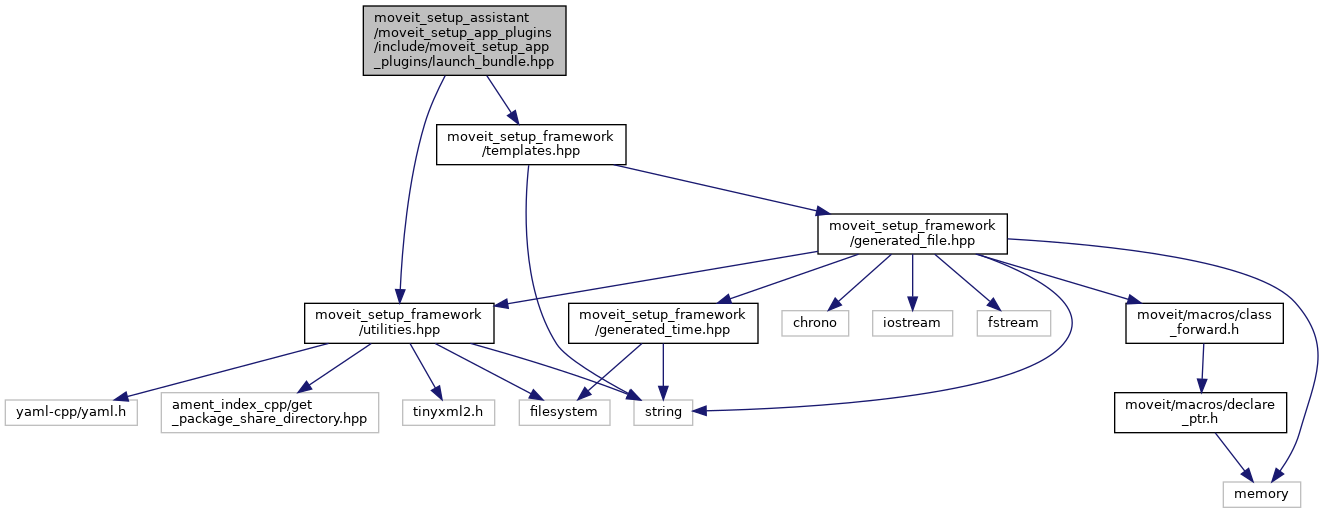 moveit_setup_assistant
/moveit_setup_app_plugins
/include/moveit_setup_app
_plugins/launch_bundle.hpp
moveit_setup_framework
/templates.hpp
moveit_setup_framework
/generated_file.hpp
moveit_setup_framework
/utilities.hpp
moveit_setup_framework
/generated_time.hpp
chrono
iostream
fstream
moveit/macros/class
_forward.h
yaml-cpp/yaml.h
ament_index_cpp/get
_package_share_directory.hpp
tinyxml2.h
filesystem
string
moveit/macros/declare
_ptr.h
memory